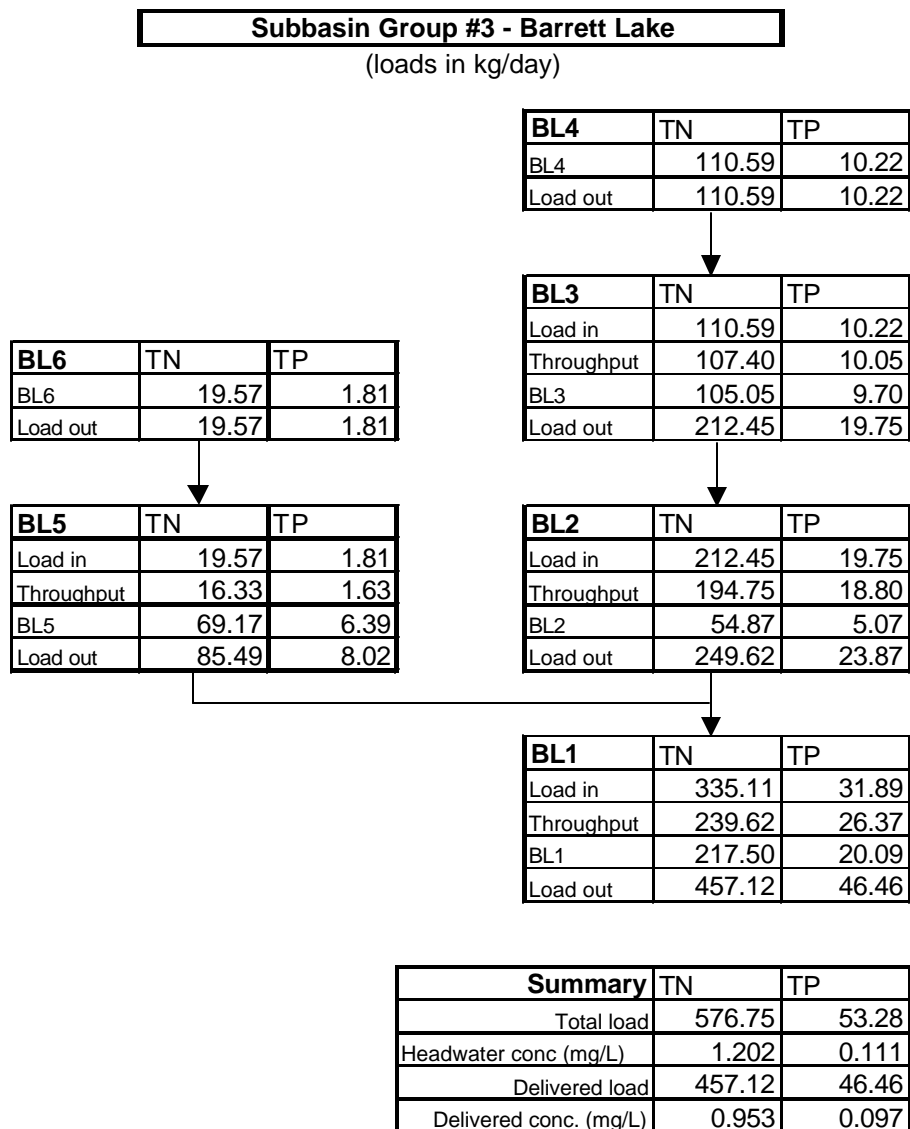 Subbasin Group #3 - Barrett Lake
(loads in kg/day)
BL4 TN TP
BL4 110.59 10.22
Load out 110.59 10.22
BL3 TN TP
Load in 110.59 10.22
Throughput 107.40 10.05
BL3 105.05 9.70
Load out 212.45 19.75
BL6 TN TP
BL6 19.57 1.81
Load out 19.57 1.81
BL5 TN TP
Load in 19.57 1.81
Throughput 16.33 1.63
BL5 69.17 6.39
Load out 85.49 8.02
BL2 TN TP
Load in 212.45 19.75
Throughput 194.75 18.80
BL2 54.87 5.07
Load out 249.62 23.87
BL1 TN TP
Load in 335.11 31.89
Throughput 239.62 26.37
BL1 217.50 20.09
Load out 457.12 46.46
Summary TN TP
Total load 576.75 53.28
Headwater conc (mg/L) 1.202 0.111
Delivered load 457.12 46.46
Delivered conc. (mg/L) 0.953 0.097